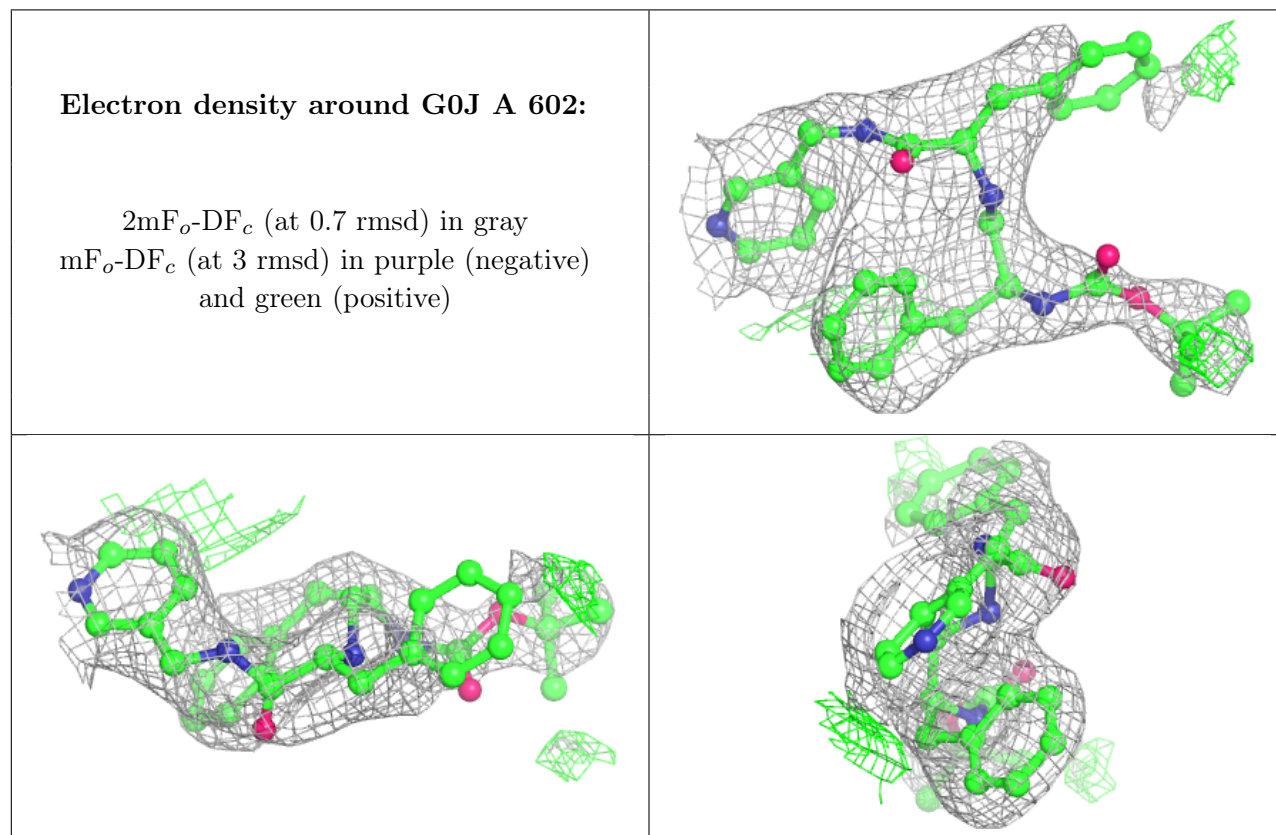 Electron density around G0J A 602:
2mFₒ-DF𝒸 (at 0.7 rmsd) in gray
mFₒ-DF𝒸 (at 3 rmsd) in purple (negative)
and green (positive)